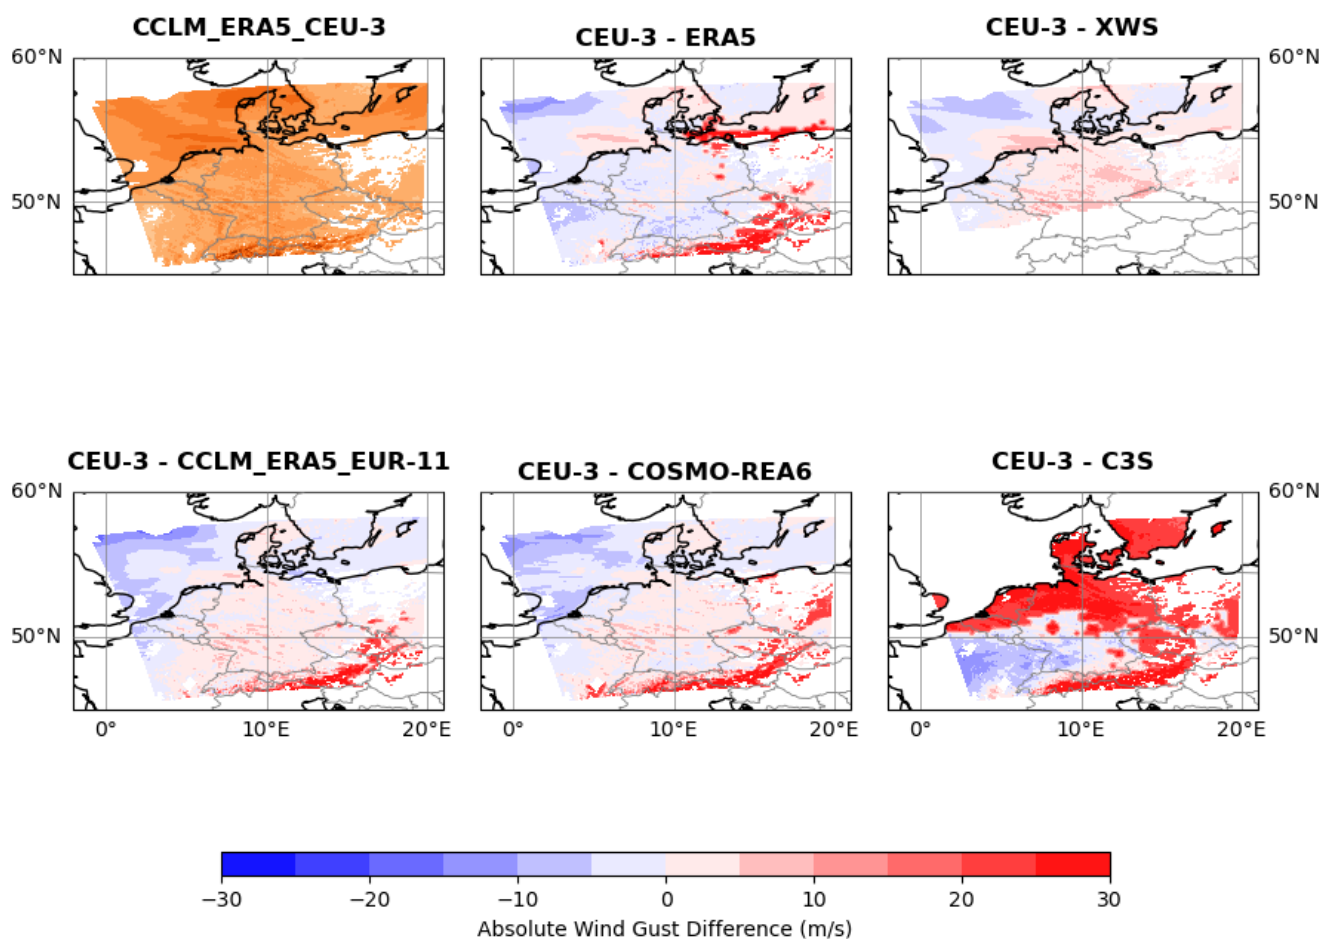 CCLM_ERA5_CEU-3
CEU-3 - ERA5
CEU-3 - XWS
60°N
60°N
50°N
50°N
CEU-3 - CCLM_ERA5_EUR-11
CEU-3 - COSMO-REA6
CEU-3 - C3S
60°N
60°N
50°N
50°N
0°
10°E
20°E
0°
10°E
20°E
0°
10°E
20°E
−30
−20
−10
0
10
20
30
Absolute Wind Gust Difference (m/s)